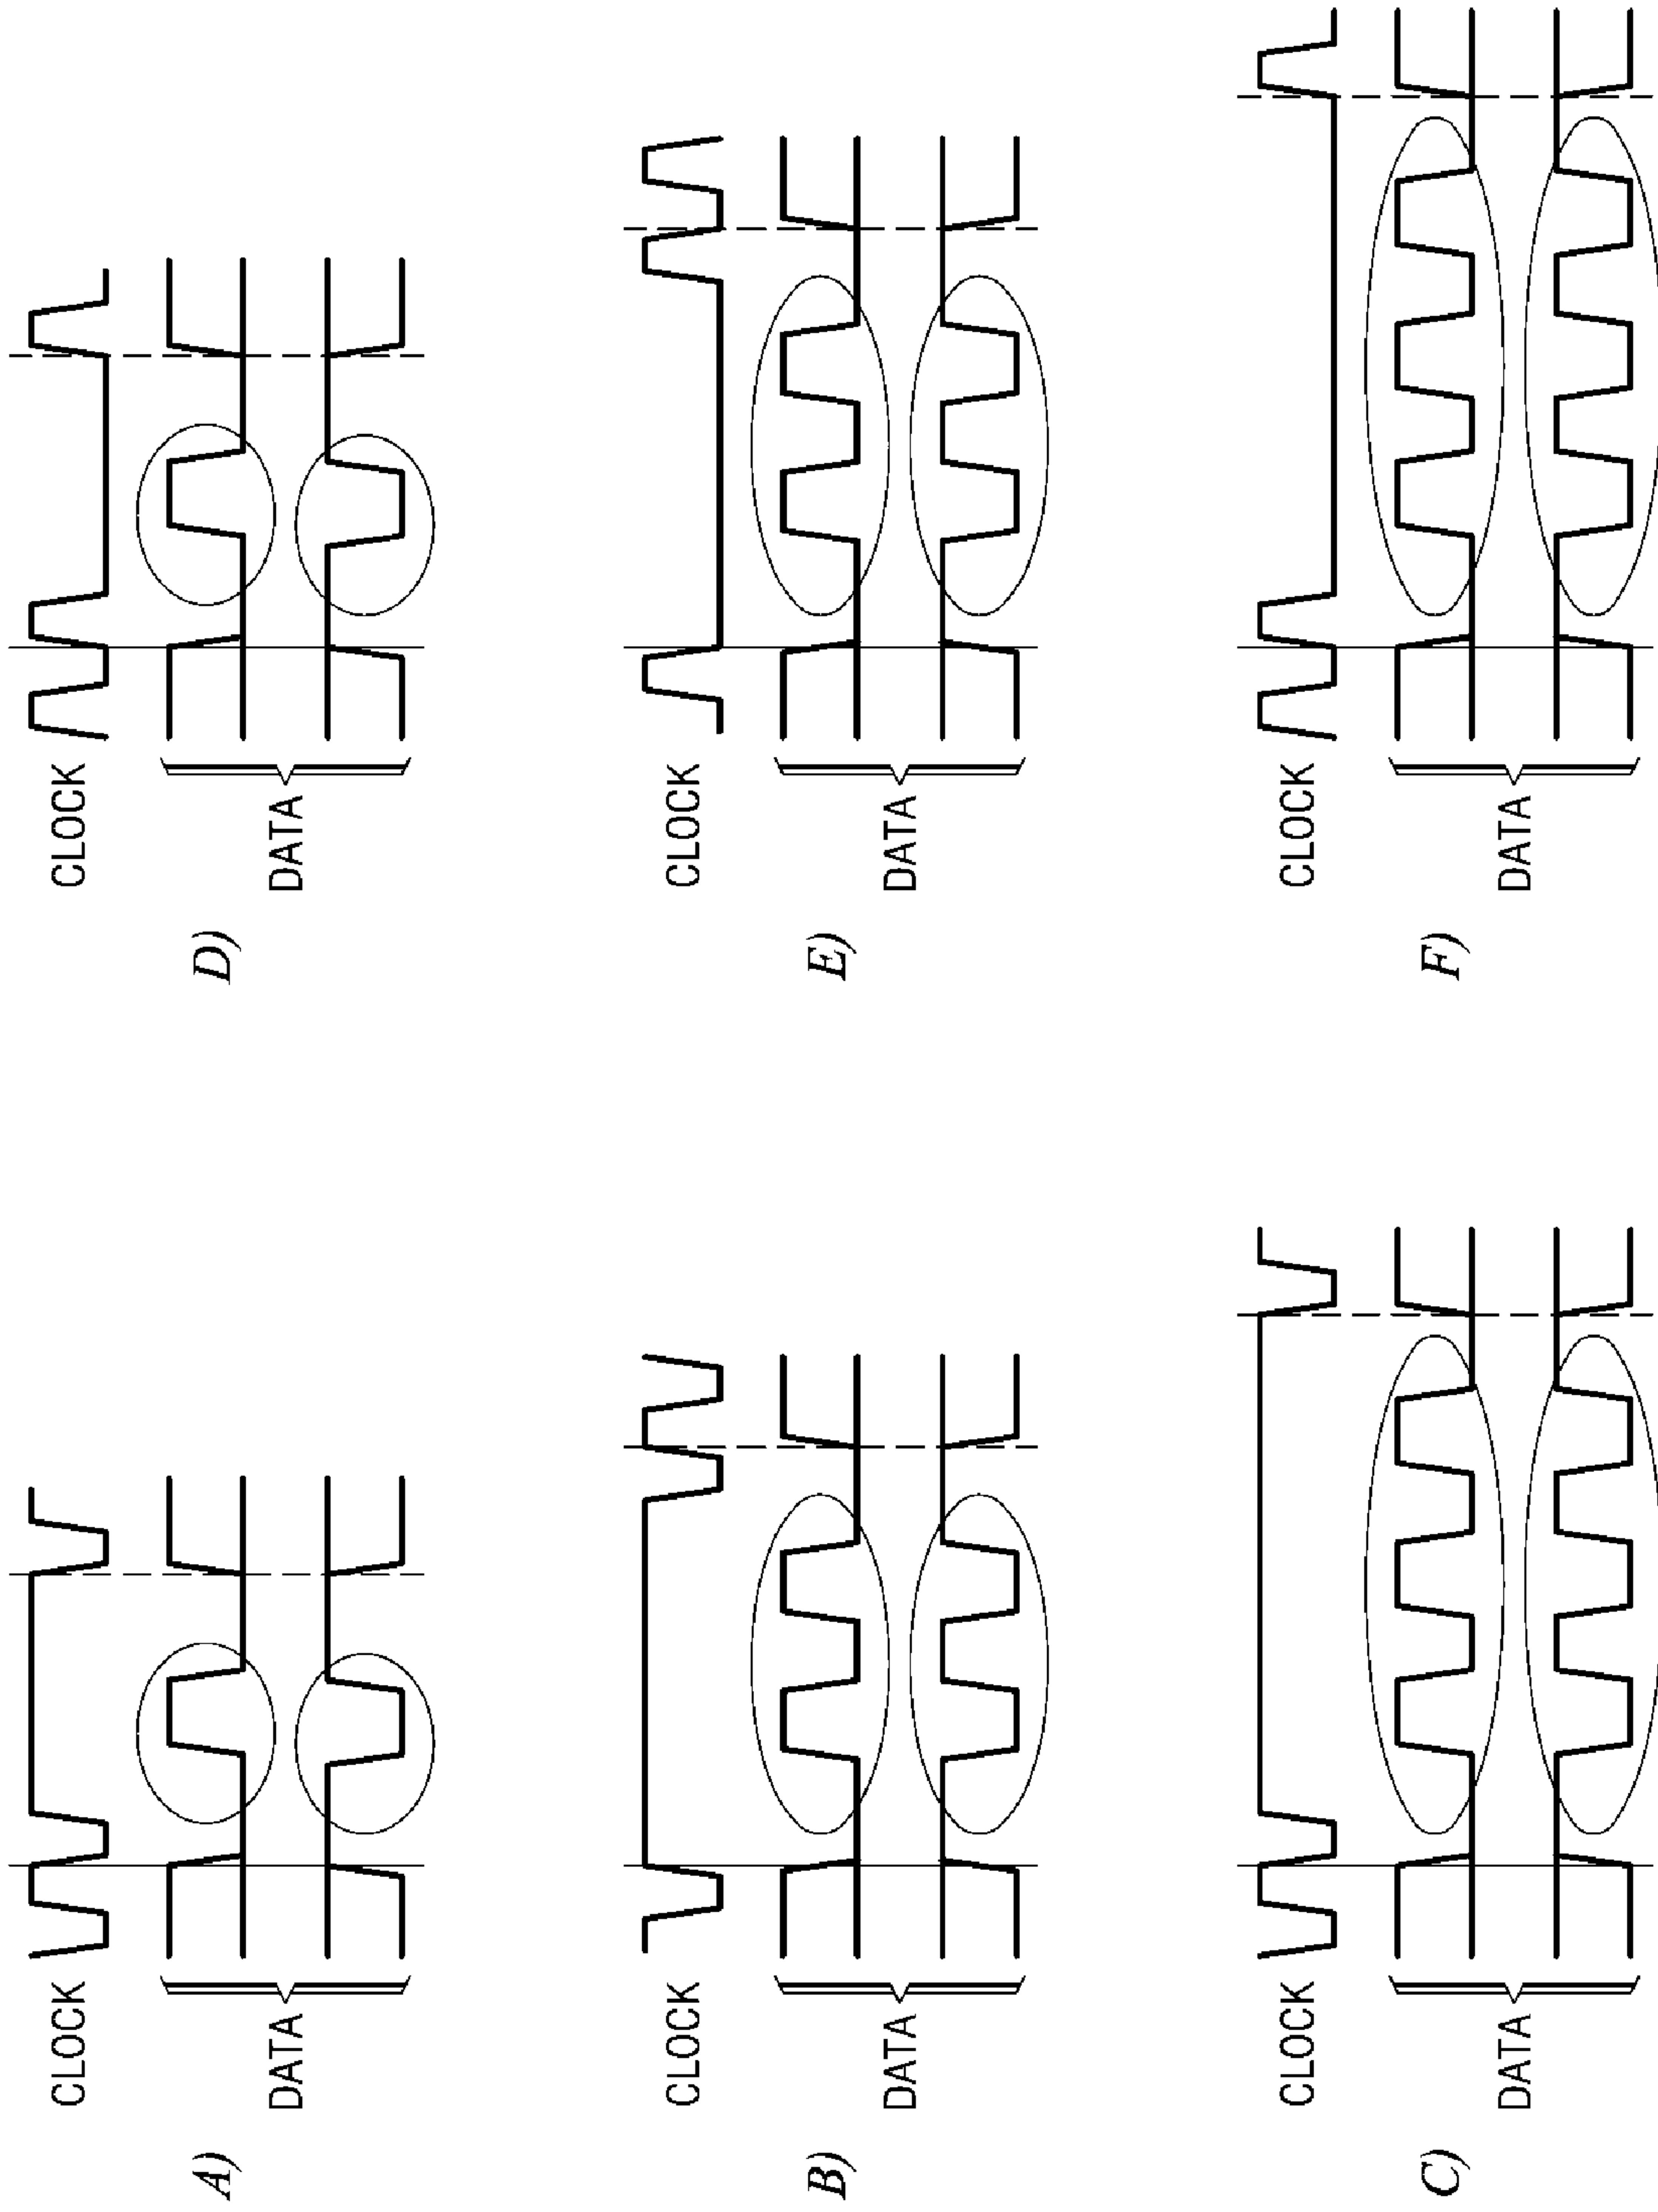 A)
CLOCK
DATA
B)
CLOCK
DATA
C)
CLOCK
DATA
D)
CLOCK
DATA
E)
CLOCK
DATA
F)
CLOCK
DATA